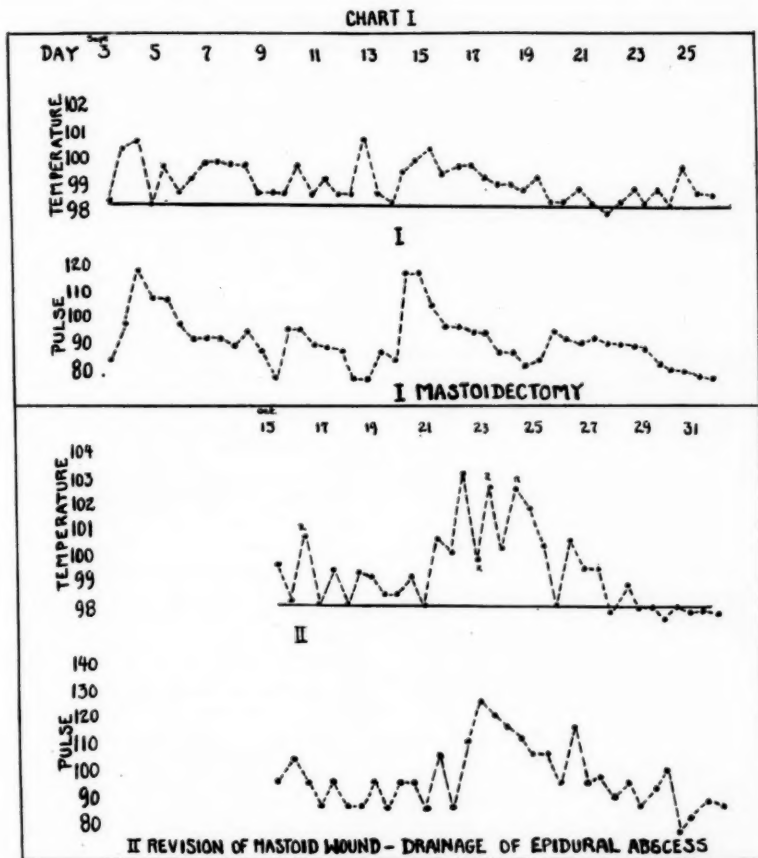 CHART I
DAY Sept. 3 5 7 9 11 13 15 17 19 21 23 25
TEMPERATURE
102
101
100
99
98
I
PULSE
120
110
100
90
80
I MASTOIDECTOMY
Oct.
15 17 19 21 23 25 27 29 31
TEMPERATURE
104
103
102
101
100
99
98
II
PULSE
140
130
120
110
100
90
80
II REVISION OF MASTOID WOUND - DRAINAGE OF EPIDURAL ABSCESS